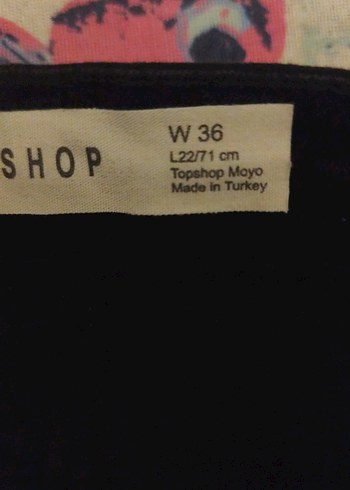 SHOP
W 36
L22/71 cm
Topshop Moyo
Made in Turkey